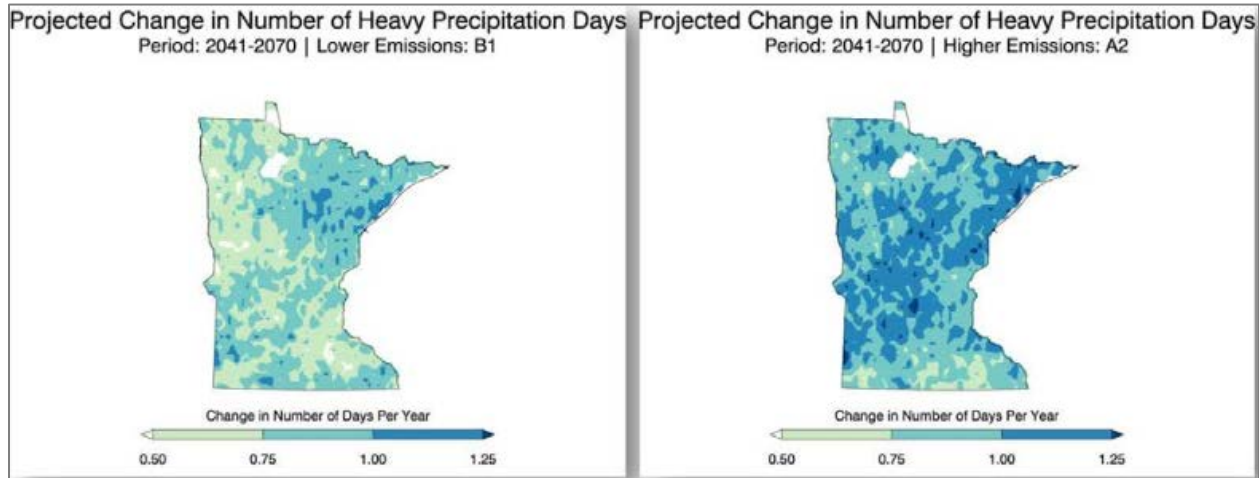 Projected Change in Number of Heavy Precipitation Days
Period: 2041-2070 | Lower Emissions: B1
Change in Number of Days Per Year
0.50 0.75 1.00 1.25
Projected Change in Number of Heavy Precipitation Days
Period: 2041-2070 | Higher Emissions: A2
Change in Number of Days Per Year
0.50 0.75 1.00 1.25